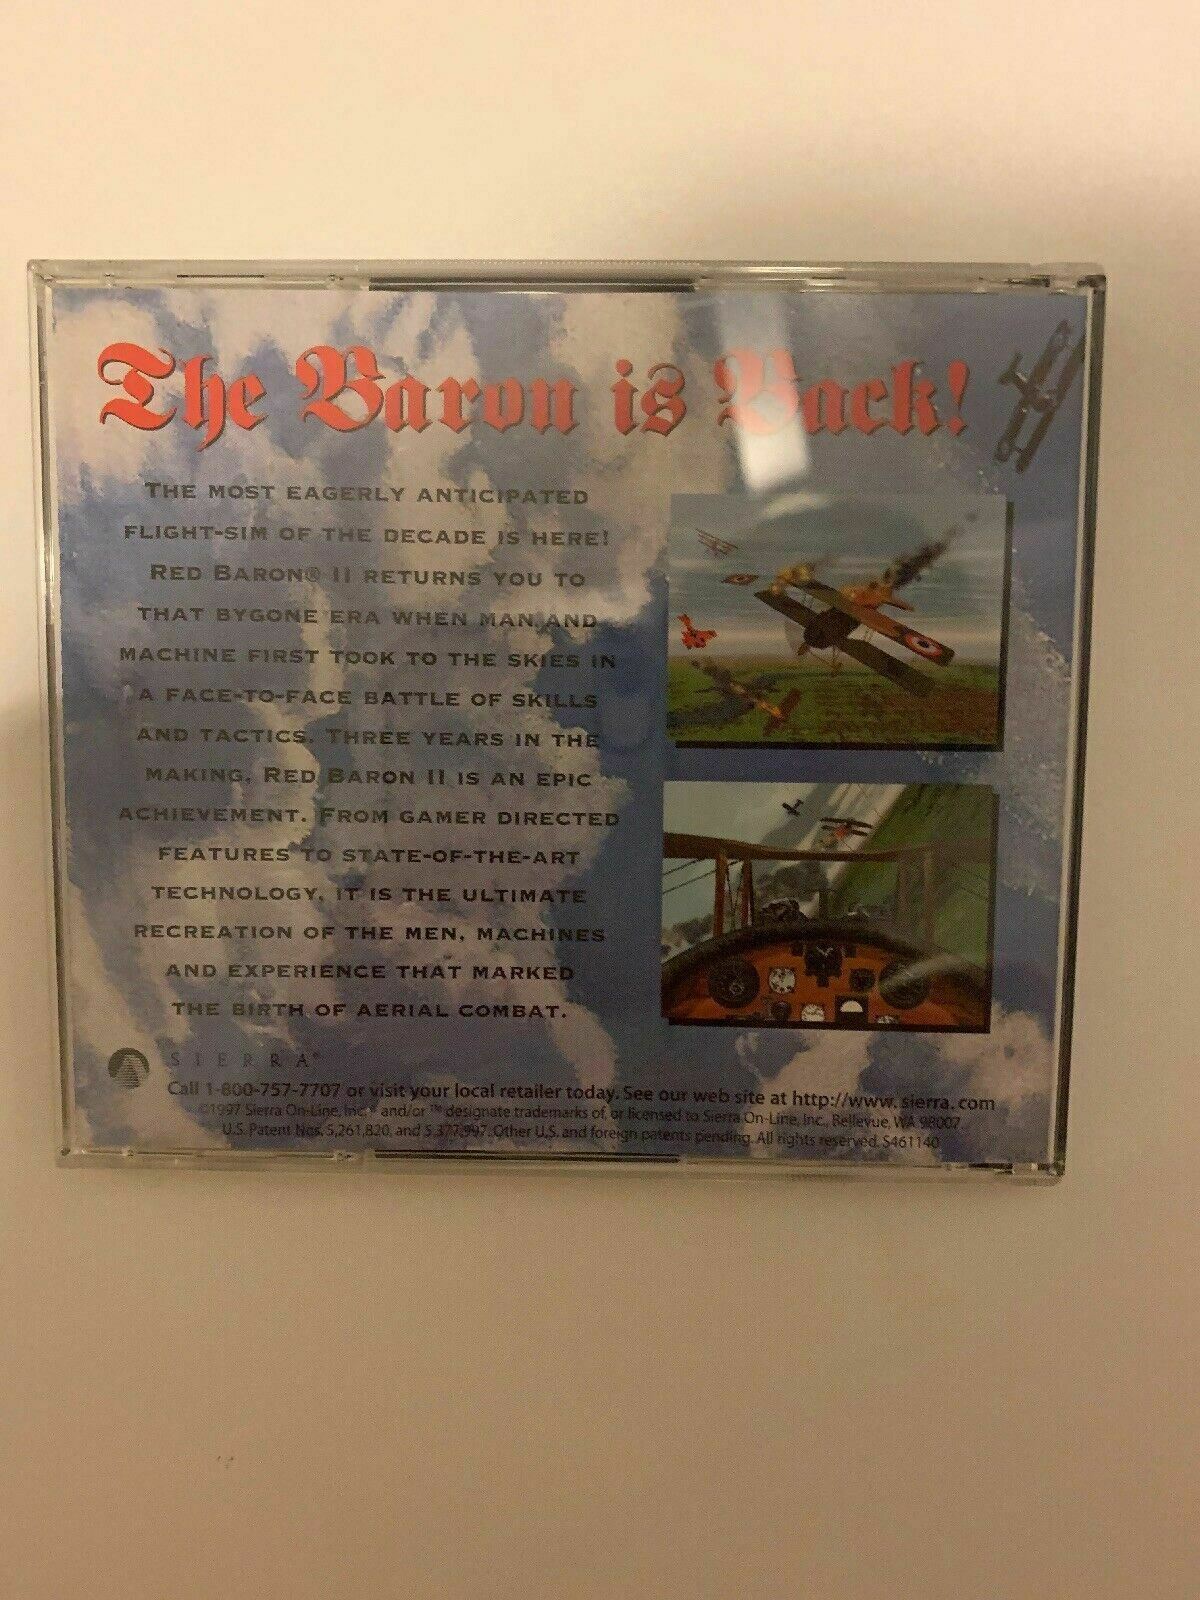 The Baron is Back!
THE MOST EAGERLY ANTICIPATED
FLIGHT-SIM OF THE DECADE IS HERE!
RED BARON® II RETURNS YOU TO
THAT BYGONE ERA WHEN MAN AND
MACHINE FIRST TOOK TO THE SKIES IN
A FACE-TO-FACE BATTLE OF SKILLS
AND TACTICS. THREE YEARS IN THE
MAKING, RED BARON II IS AN EPIC
ACHIEVEMENT. FROM GAMER DIRECTED
FEATURES TO STATE-OF-THE-ART
TECHNOLOGY, IT IS THE ULTIMATE
RECREATION OF THE MEN, MACHINES
AND EXPERIENCE THAT MARKED
THE BIRTH OF AERIAL COMBAT.
SIERRA®
Call 1-800-757-7707 or visit your local retailer today. See our web site at http://www.sierra.com
©1997 Sierra On-Line, Inc.® and/or ™ designate trademarks of, or licensed to Sierra On-Line, Inc., Bellevue, WA 98007.
U.S. Patent Nos. 5,261,820, and 5,377,997. Other U.S. and foreign patents pending. All rights reserved. S461140